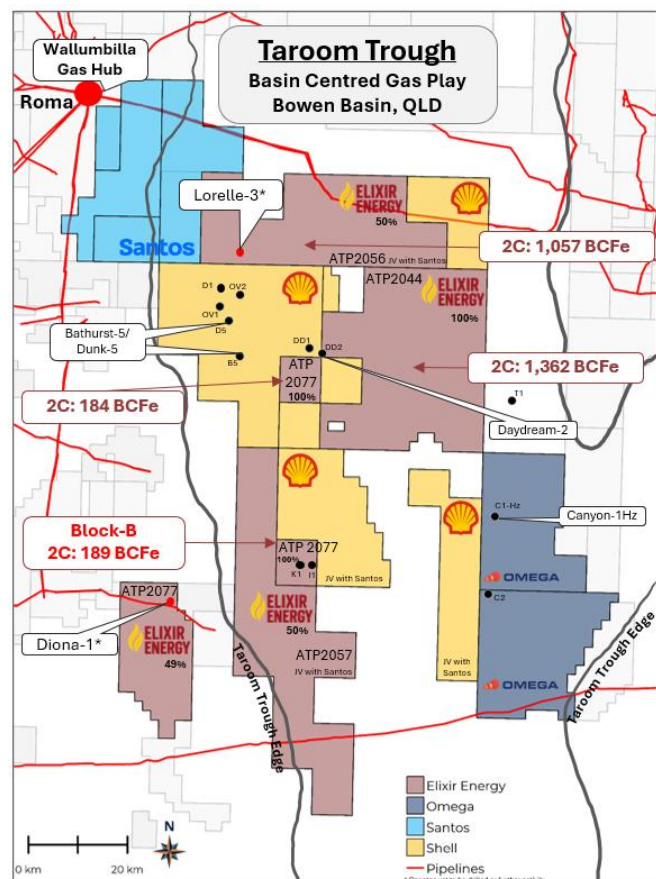 Taroom Trough
Basin Centred Gas Play
Bowen Basin, QLD
Wallumbilla
Gas Hub
Roma
Lorelle-3*
ELIXIR
ENERGY
50%
Santos
ATP2056 JV with Santos
2C: 1,057 BCFe
ATP2044
ELIXIR
ENERGY
100%
D1
OV2
OV1
D5
Bathurst-5/
Dunk-5
B5
DD1
DD2
ATP
2077
100%
2C: 1,362 BCFe
2C: 184 BCFe
T1
Daydream-2
C1-Hz
Canyon-1Hz
Block-B
2C: 189 BCFe
ATP 2077
100%
K1
I1
JV with Santos
OMEGA
C2
ATP2077
ELIXIR
ENERGY
49%
Diona-1*
ELIXIR
ENERGY
50%
ATP2057
JV with Santos
JV with
Santos
OMEGA
Taroom Trough Edge
Taroom Trough Edge
N
0 km
20 km
Elixir Energy
Omega
Santos
Shell
Pipelines